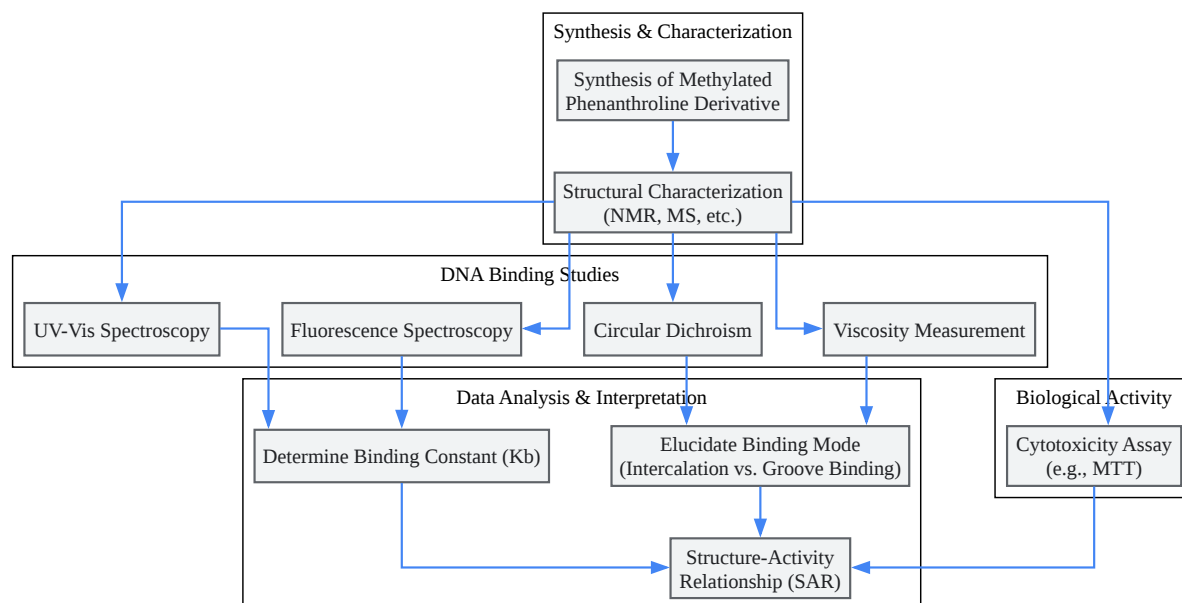 Synthesis & Characterization
Synthesis of Methylated
Phenanthroline Derivative
Structural Characterization
(NMR, MS, etc.)
DNA Binding Studies
UV-Vis Spectroscopy
Fluorescence Spectroscopy
Circular Dichroism
Viscosity Measurement
Data Analysis & Interpretation
Biological Activity
Determine Binding Constant (Kb)
Elucidate Binding Mode
(Intercalation vs. Groove Binding)
Cytotoxicity Assay
(e.g., MTT)
Structure-Activity
Relationship (SAR)